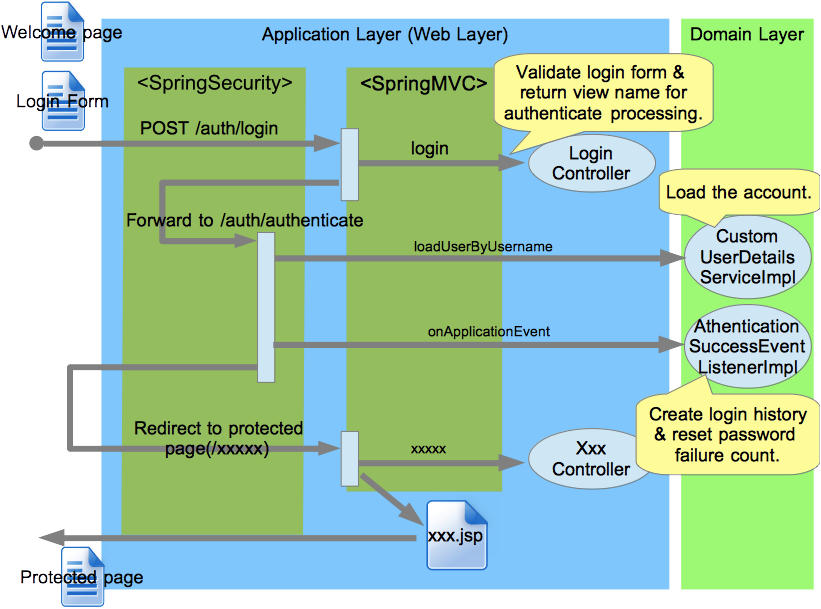 Welcome page
Application Layer (Web Layer)
Domain Layer
<SpringSecurity>
<SpringMVC>
Validate login form &
return view name for
authenticate processing.
Login Form
POST /auth/login
login
Login
Controller
Load the account.
Forward to /auth/authenticate
loadUserByUsername
Custom
UserDetails
ServiceImpl
onApplicationEvent
Athentication
SuccessEvent
ListenerImpl
Create login history
& reset password
failure count.
Redirect to protected
page(/xxxxx)
xxxxx
Xxx
Controller
xxx.jsp
Protected page